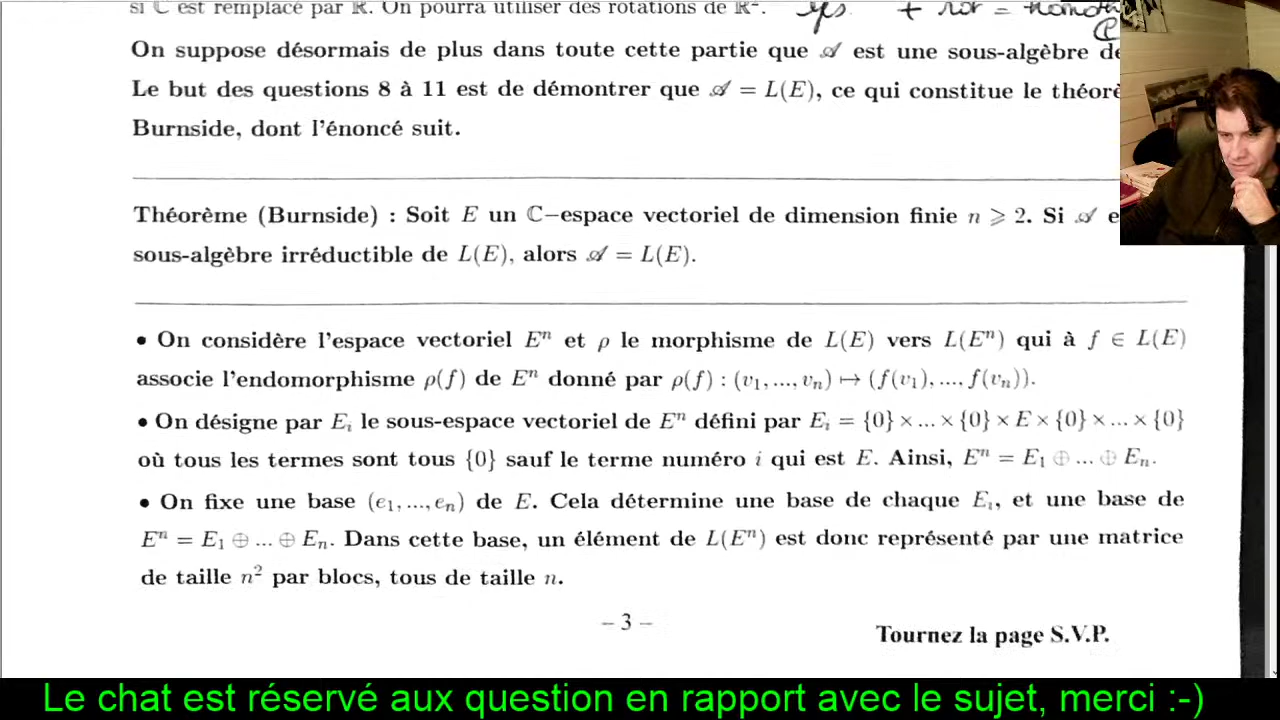 si ℂ est remplacé par ℝ. On pourra utiliser des rotations de ℝ². + rot =
On suppose désormais de plus dans toute cette partie que 𝒜 est une sous-algèbre de
Le but des questions 8 à 11 est de démontrer que 𝒜 = L(E), ce qui constitue le théorè
Burnside, dont l'énoncé suit.
Théorème (Burnside) : Soit E un ℂ−espace vectoriel de dimension finie n ⩾ 2. Si 𝒜 e
sous-algèbre irréductible de L(E), alors 𝒜 = L(E).
• On considère l'espace vectoriel Eⁿ et ρ le morphisme de L(E) vers L(Eⁿ) qui à f ∈ L(E)
associe l'endomorphisme ρ(f) de Eⁿ donné par ρ(f) : (v₁, ..., vₙ) ↦ (f(v₁), ..., f(vₙ)).
• On désigne par Eᵢ le sous-espace vectoriel de Eⁿ défini par Eᵢ = {0} × ... × {0} × E × {0} × ... × {0}
où tous les termes sont tous {0} sauf le terme numéro i qui est E. Ainsi, Eⁿ = E₁ ⊕ ... ⊕ Eₙ.
• On fixe une base (e₁, ..., eₙ) de E. Cela détermine une base de chaque Eᵢ, et une base de
Eⁿ = E₁ ⊕ ... ⊕ Eₙ. Dans cette base, un élément de L(Eⁿ) est donc représenté par une matrice
de taille n² par blocs, tous de taille n.
– 3 –
Tournez la page S.V.P.
Le chat est réservé aux question en rapport avec le sujet, merci :-)